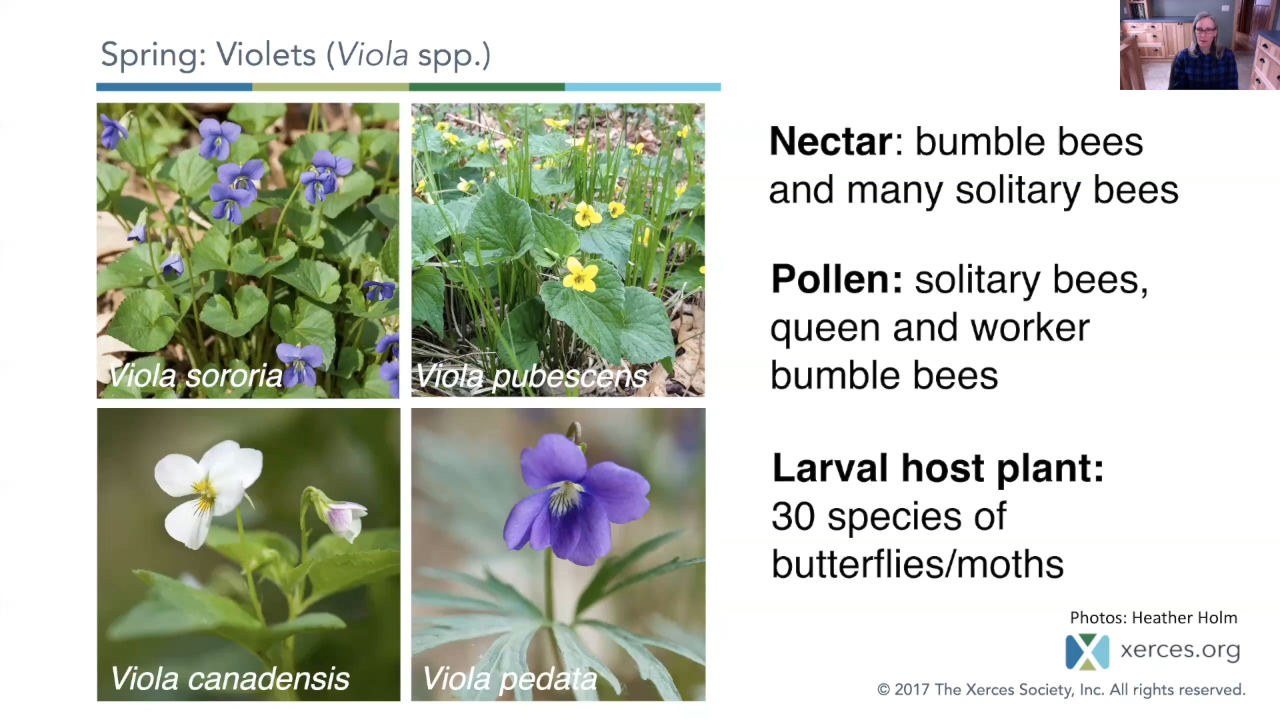 Spring: Violets (Viola spp.)
Viola sororia
Viola pubescens
Viola canadensis
Viola pedata
Nectar: bumble bees
and many solitary bees
Pollen: solitary bees,
queen and worker
bumble bees
Larval host plant:
30 species of
butterflies/moths
Photos: Heather Holm
xerces.org
© 2017 The Xerces Society, Inc. All rights reserved.